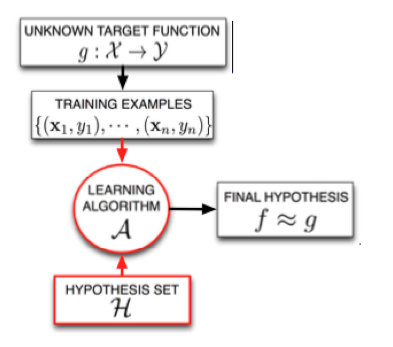 UNKNOWN TARGET FUNCTION
g : 𝒳 → 𝒴
TRAINING EXAMPLES
{(x₁, y₁), ⋯ , (xₙ, yₙ)}
LEARNING
ALGORITHM
𝒜
FINAL HYPOTHESIS
f ≈ g
HYPOTHESIS SET
ℋ